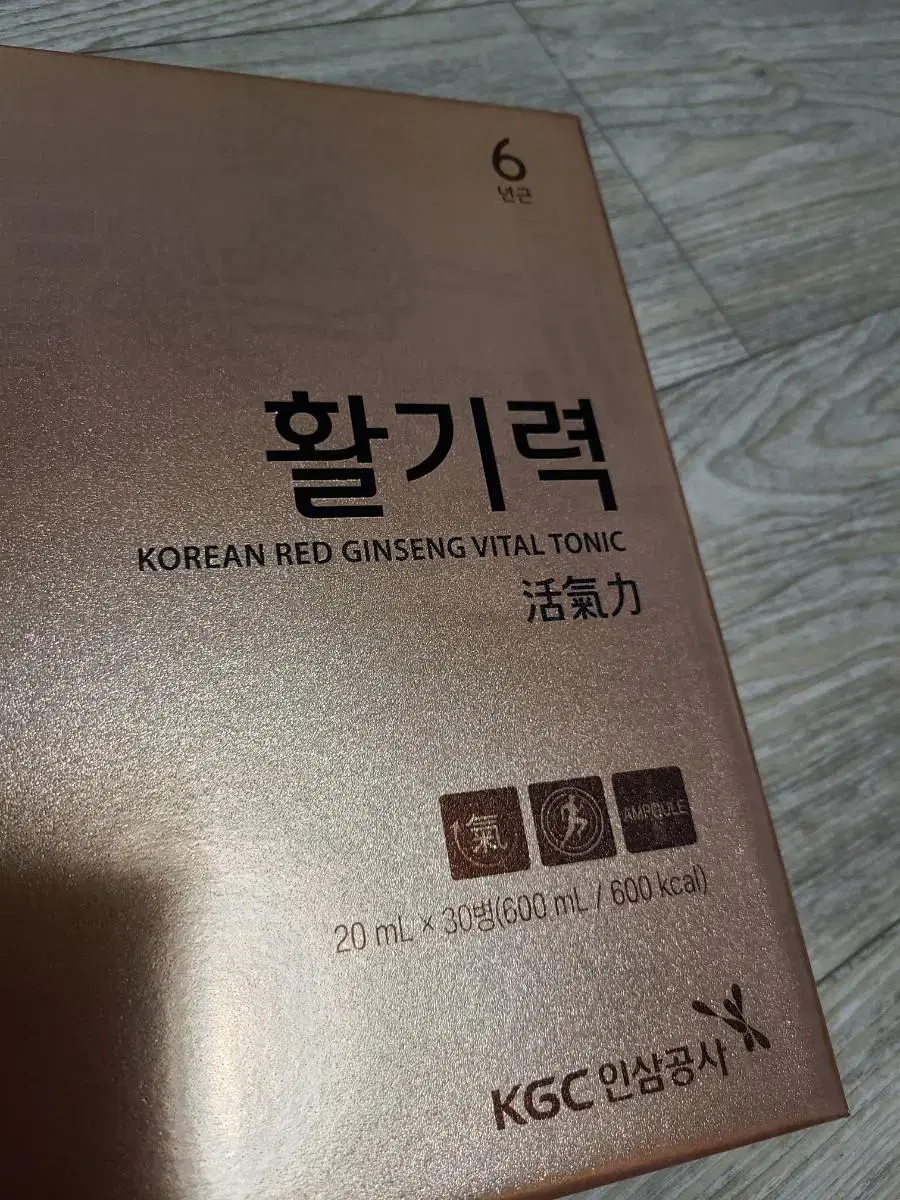 6
년근
활기력
KOREAN RED GINSENG VITAL TONIC
活氣力
氣
AMPOULE
20 mL × 30병(600 mL / 600 kcal)
KGC 인삼공사